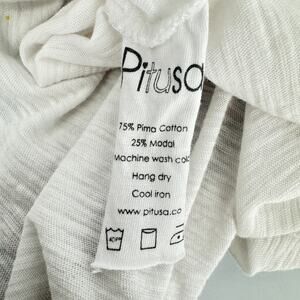 Pitusa
75% Pima Cotton
25% Modal
Machine wash cold
Hang dry
Cool iron
www.pitusa.co